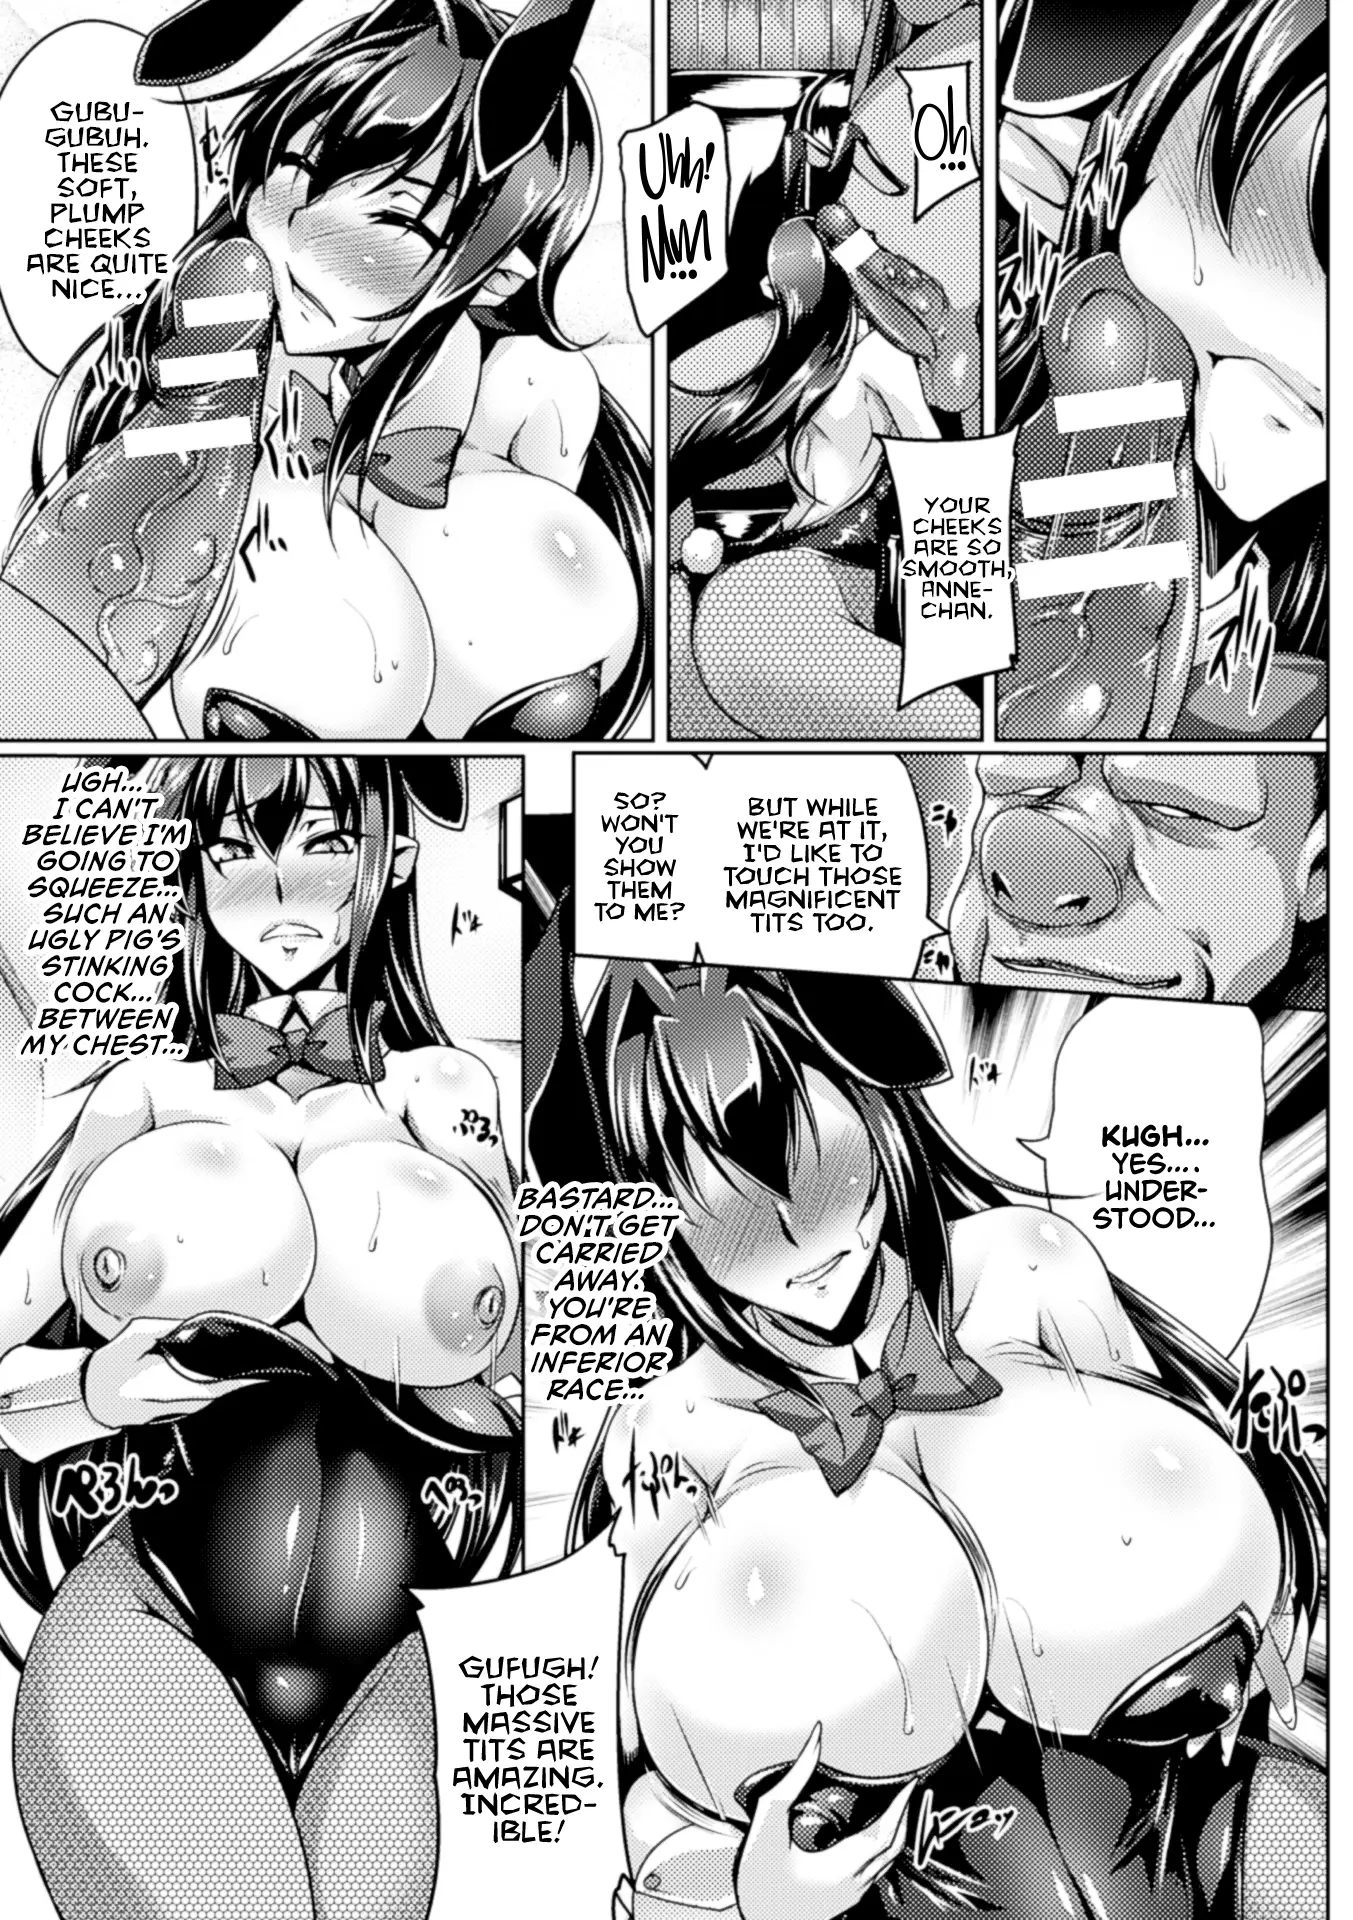 Oh...
Uhh!
Nm
...
YOUR
CHEEKS
ARE SO
SMOOTH,
ANNE-
CHAN.
GUBU-
GUBUH.
THESE
SOFT,
PLUMP
CHEEKS
ARE QUITE
NICE...
BUT WHILE
WE'RE AT IT,
I'D LIKE TO
TOUCH THOSE
MAGNIFICENT
TITS TOO.
SO?
WON'T
YOU
SHOW
THEM
TO ME?
KUGH...
YES....
UNDER-
STOOD...
BASTARD...
DON'T GET
CARRIED
AWAY.
YOU'RE
FROM AN
INFERIOR
RACE...
UGH...
I CAN'T
BELIEVE I'M
GOING TO
SQUEEZE...
SUCH AN
UGLY PIG'S
STINKING
COCK...
BETWEEN
MY CHEST...
GUFUGH!
THOSE
MASSIVE
TITS ARE
AMAZING.
INCRED-
IBLE!